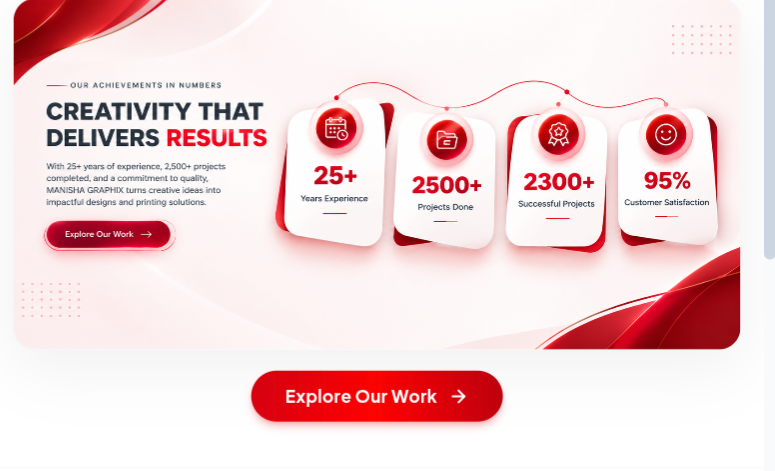 OUR ACHIEVEMENTS IN NUMBERS
CREATIVITY THAT
DELIVERS RESULTS
With 25+ years of experience, 2,500+ projects
completed, and a commitment to quality,
MANISHA GRAPHIX turns creative ideas into
impactful designs and printing solutions.
Explore Our Work
25+
Years Experience
2500+
Projects Done
2300+
Successful Projects
95%
Customer Satisfaction
Explore Our Work